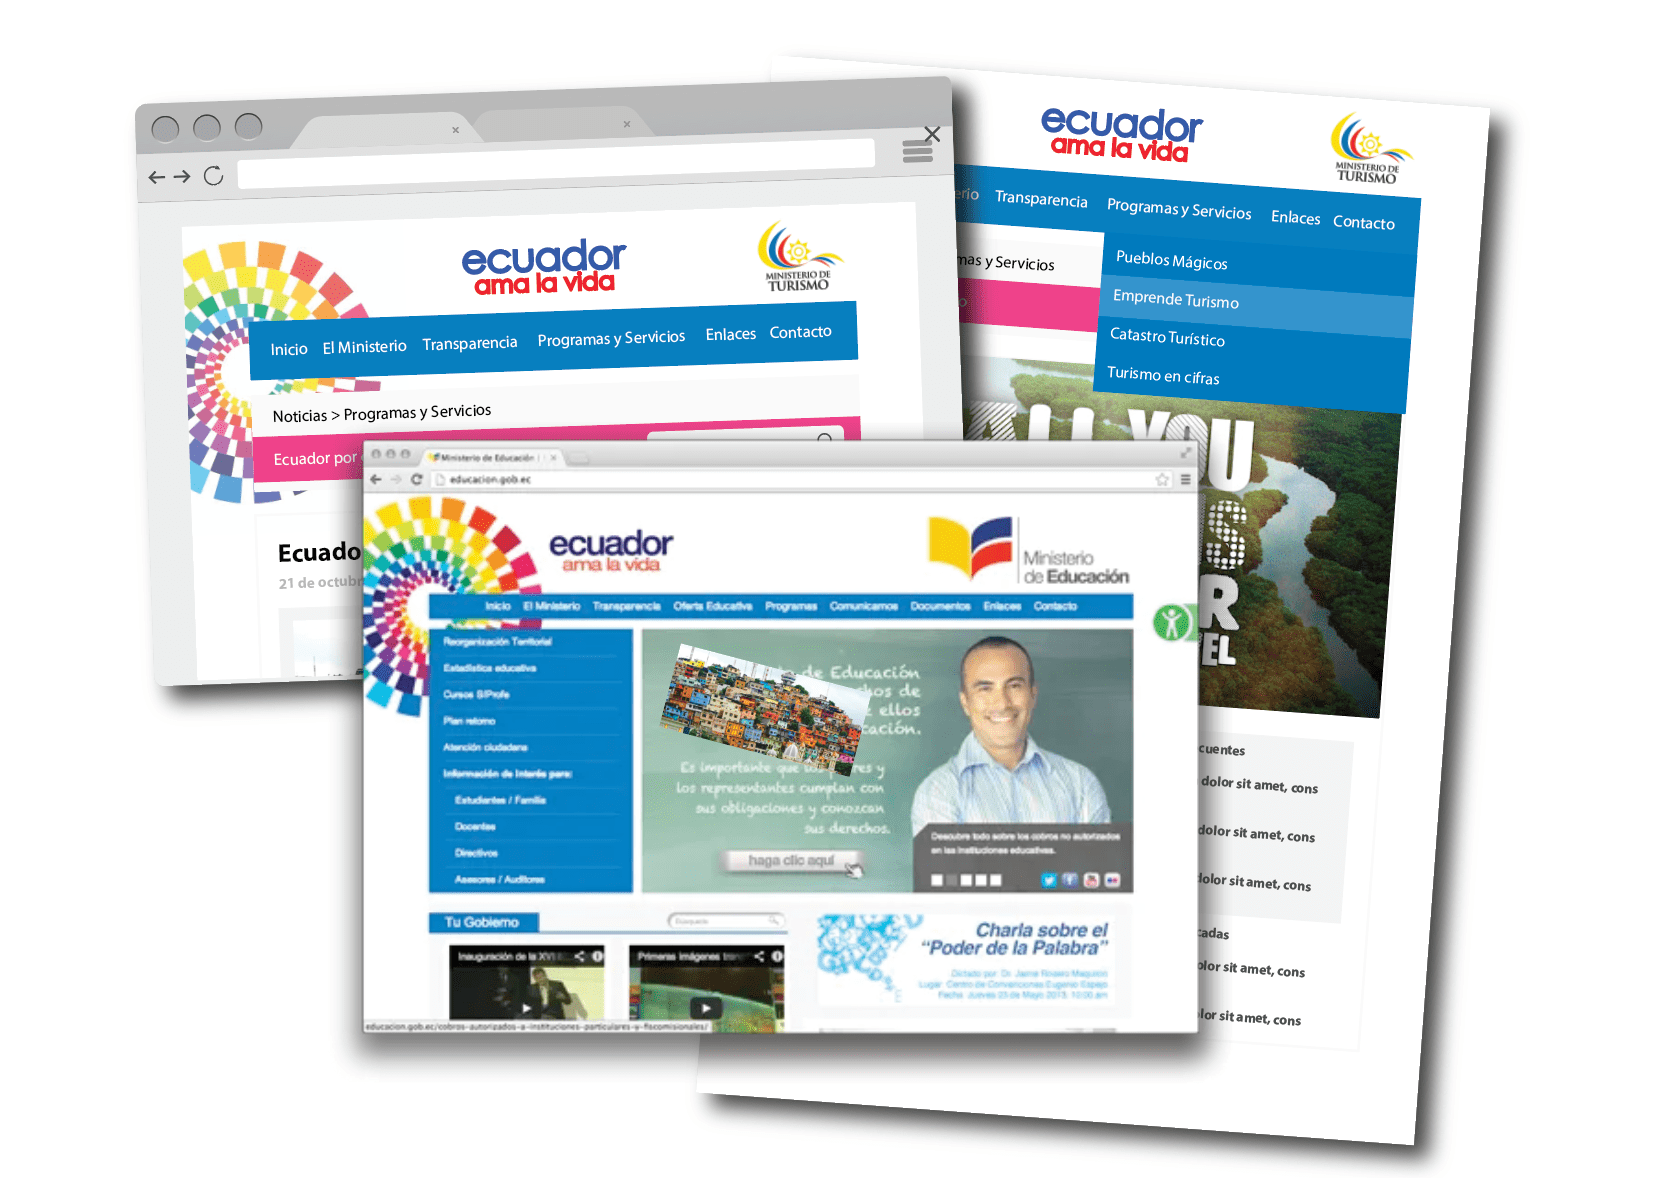 ecuador
ama la vida
MINISTERIO DE
TURISMO
Inicio El Ministerio Transparencia Programas y Servicios Enlaces Contacto
Noticias > Programas y Servicios
Ecuador por
Ecuado
21 de octubr
ecuador
ama la vida
MINISTERIO DE
TURISMO
erio Transparencia Programas y Servicios Enlaces Contacto
mas y Servicios
Pueblos Mágicos
Emprende Turismo
Catastro Turístico
Turismo en cifras
ALL YOU
S
R
EL
cuentes
dolor sit amet, cons
dolor sit amet, cons
dolor sit amet, cons
cadas
olor sit amet, cons
lor sit amet, cons
Ministerio de Educación
educacion.gob.ec
ecuador
ama la vida
Ministerio
de Educación
Inicio El Ministerio Transparencia Oferta Educativa Programas Comunicamos Documentos Enlaces Contacto
Reorganización Territorial
Estadística educativa
Cursos SíProfe
Plan retorno
Atención ciudadana
Información de Interés para:
Estudiantes / Familia
Docentes
Directivos
Asesores / Auditores
de Educación
hos de
ellos
cación.
Es importante que los padres y
los representantes cumplan con
sus obligaciones y conozcan
sus derechos.
haga clic aquí
Descubre todo sobre los cobros no autorizados
en las instituciones educativas.
Tu Gobierno
Búsqueda
Inauguración de la XVI
Primeras imágenes tran
Charla sobre el
"Poder de la Palabra"
Dictado por: Dr. Jaime Rosero Magurón
Lugar: Centro de Convenciones Eugenio Espejo
Fecha: Jueves 23 de Mayo 2013, 10:00 am
educacion.gob.ec/cobros-autorizados-a-instituciones-particulares-y-fiscomisionales/